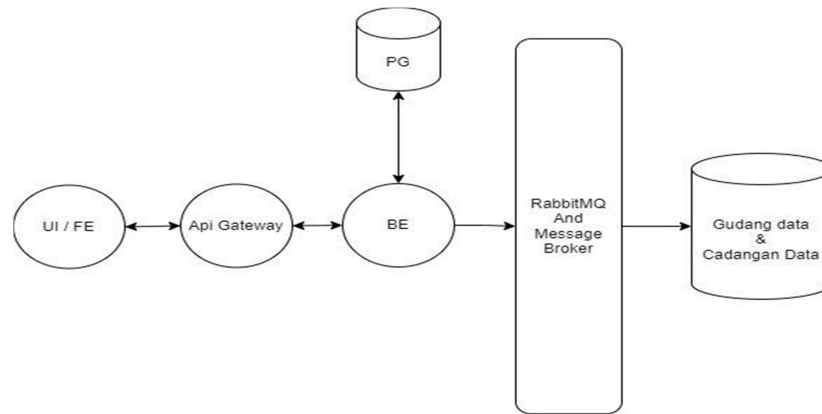 PG
UI / FE
Api Gateway
BE
RabbitMQ
And
Message
Broker
Gudang data
&
Cadangan Data